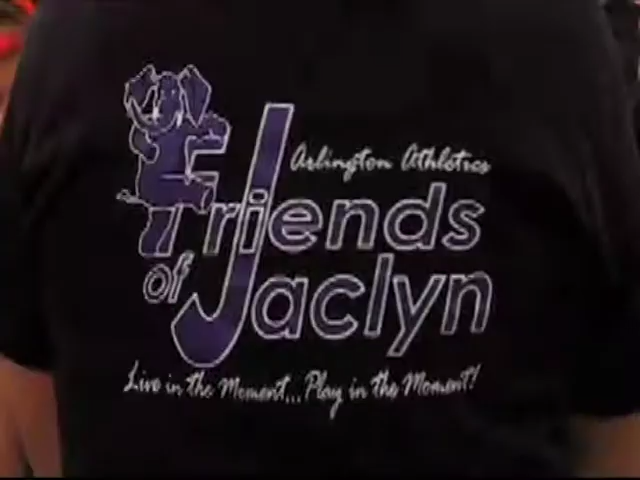 Arlington Athletics
Friends
of Jaclyn
Live in the Moment...Play in the Moment!